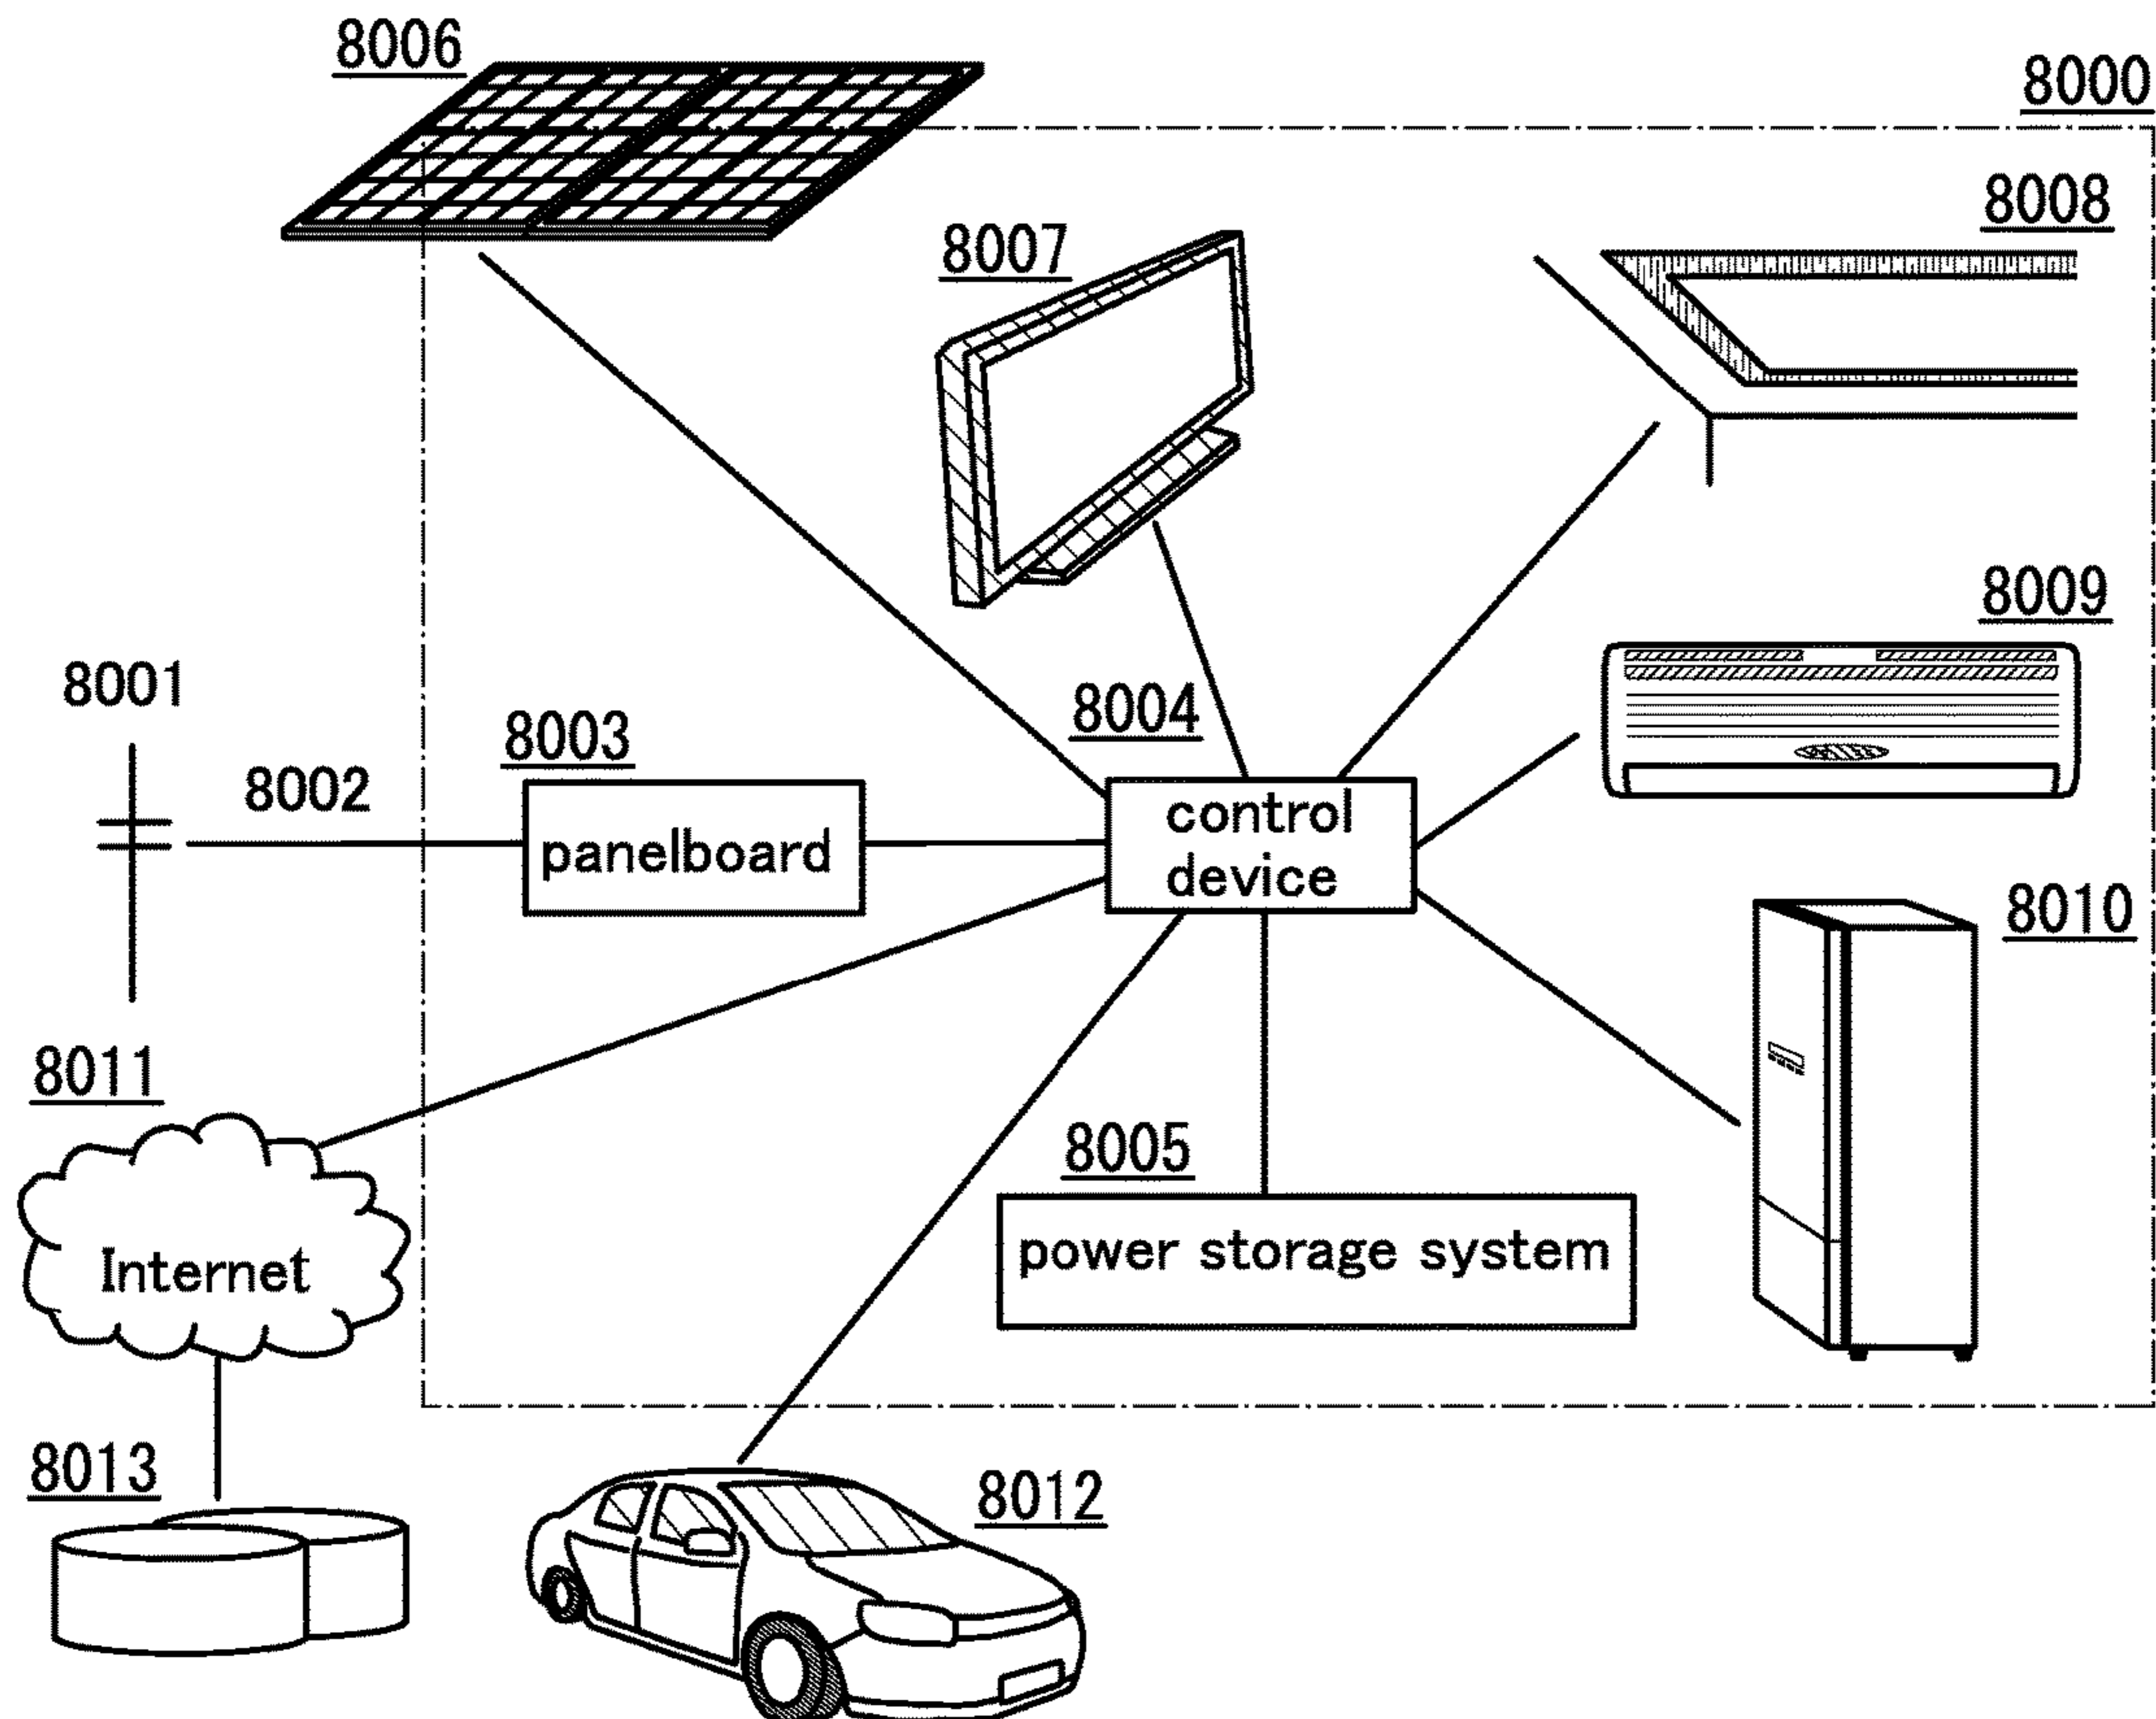 8006
8000
8008
8007
8009
8001
8004
8003
8002
control
device
panelboard
8010
8011
8005
power storage system
Internet
8013
8012